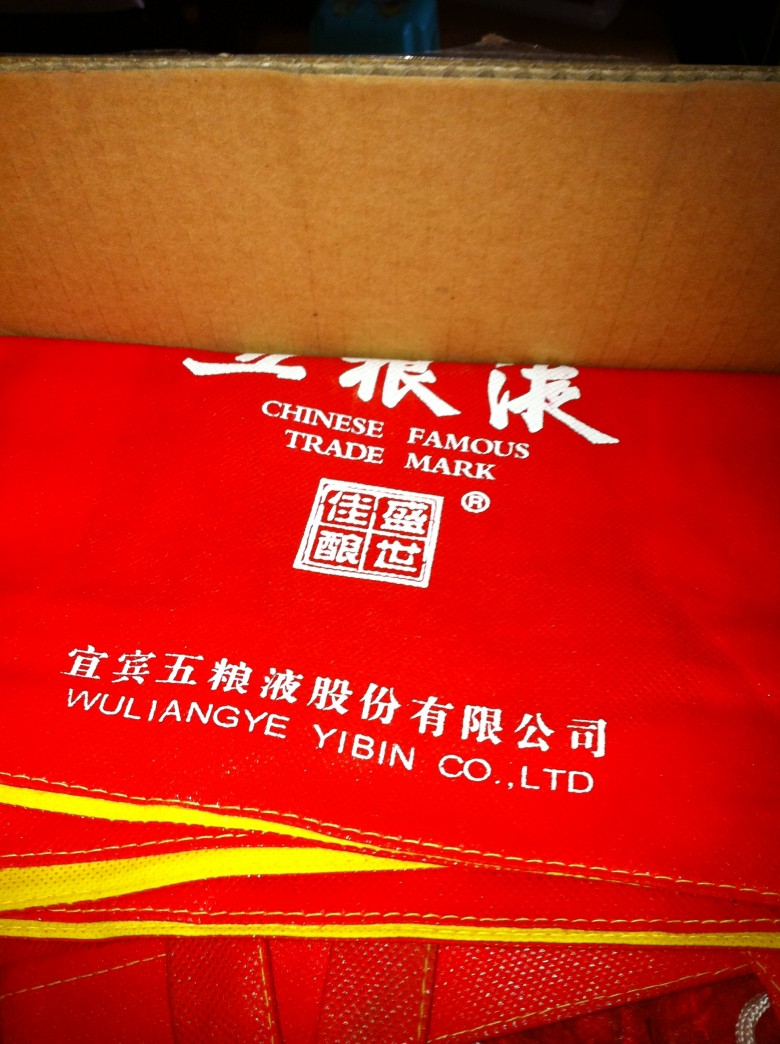 五粮液
CHINESE FAMOUS
TRADE MARK
®
盛世
佳酿
宜宾五粮液股份有限公司
WULIANGYE YIBIN CO.,LTD